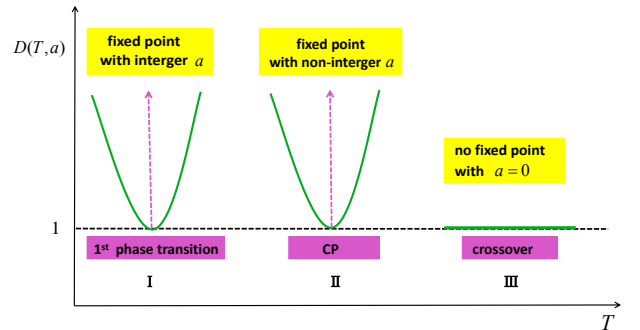 D(T,a)
fixed point
with interger a
fixed point
with non-interger a
no fixed point
with a=0
1
1st phase transition
CP
crossover
I
II
III
T